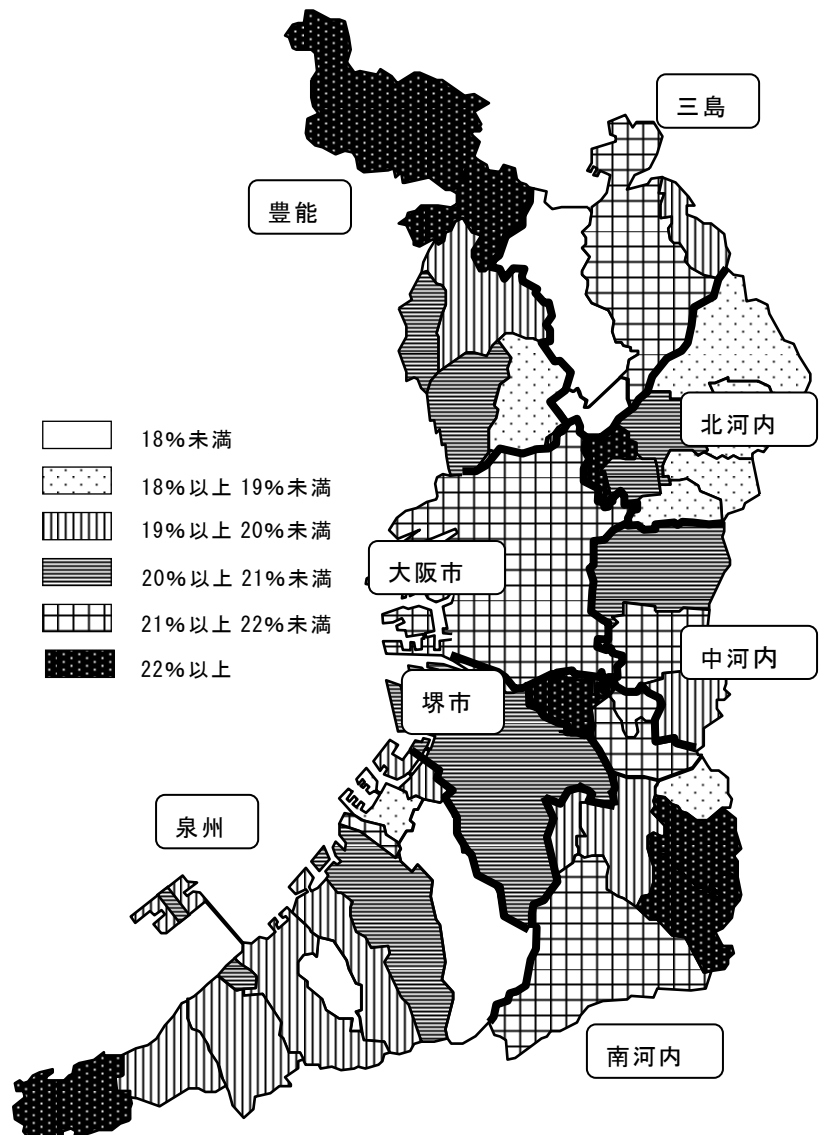 三島
豊能
北河内
18%未満
18%以上 19%未満
19%以上 20%未満
20%以上 21%未満
21%以上 22%未満
22%以上
大阪市
中河内
堺市
泉州
南河内